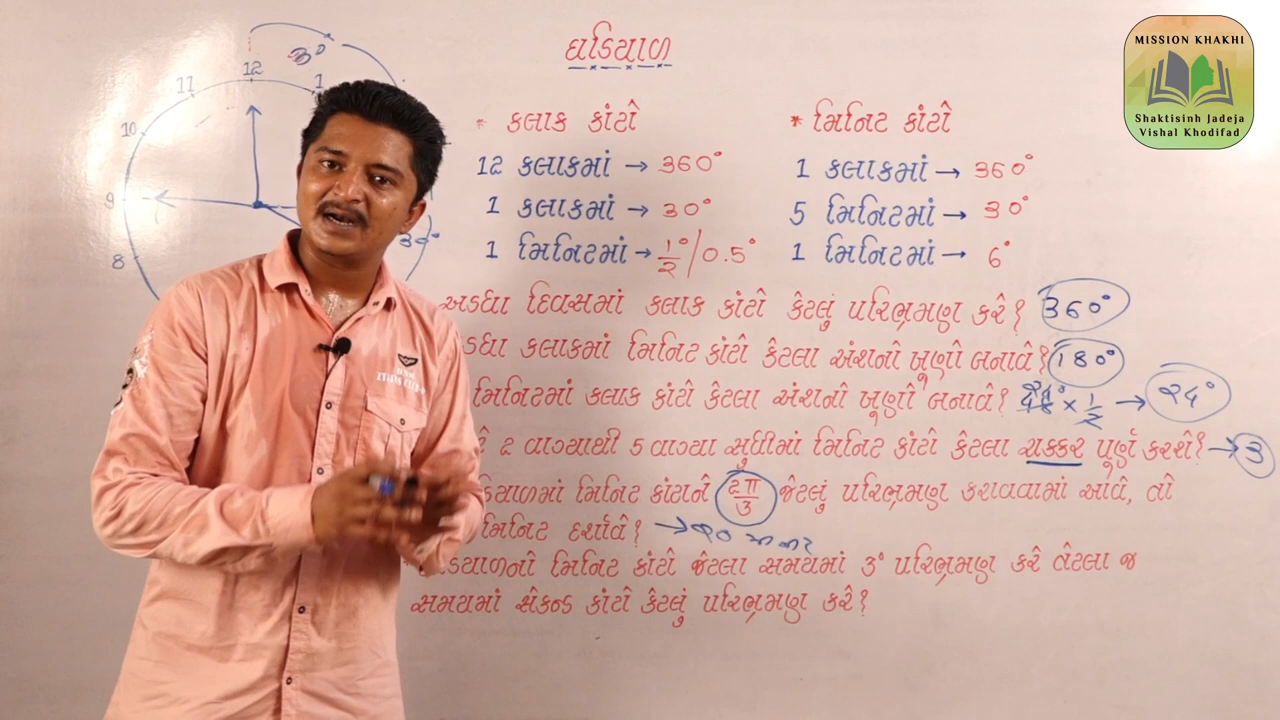 MISSION KHAKHI
Shaktisinh Jadeja
Vishal Khodifad
ઘડિયાળ
30°
12
1
11
10
9
8
30°
* કલાક કાંટો
12 કલાકમાં → 360°
1 કલાકમાં → 30°
1 મિનિટમાં → 1/2° / 0.5°
* મિનિટ કાંટો
1 કલાકમાં → 360°
5 મિનિટમાં → 30°
1 મિનિટમાં → 6°
અડધા દિવસમાં કલાક કાંટો કેટલું પરિભ્રમણ કરે? 360°
કલાકમાં મિનિટ કાંટો કેટલા અંશનો ખૂણો બનાવે? 180°
મિનિટમાં કલાક કાંટો કેટલા અંશનો ખૂણો બનાવે? × 1/2 → 24°
2 વાગ્યાથી 5 વાગ્યા સુધીમાં મિનિટ કાંટો કેટલા ચક્કર પૂર્ણ કરશે? → 3
મિનિટ કાંટાને 2π/3 જેટલું પરિભ્રમણ કરાવવામાં આવે, તો
મિનિટ દર્શાવે? → 20
મિનિટ કાંટો જેટલા સમયમાં 3° પરિભ્રમણ કરે તેટલા જ
સમયમાં સેકન્ડ કાંટો કેટલું પરિભ્રમણ કરે?